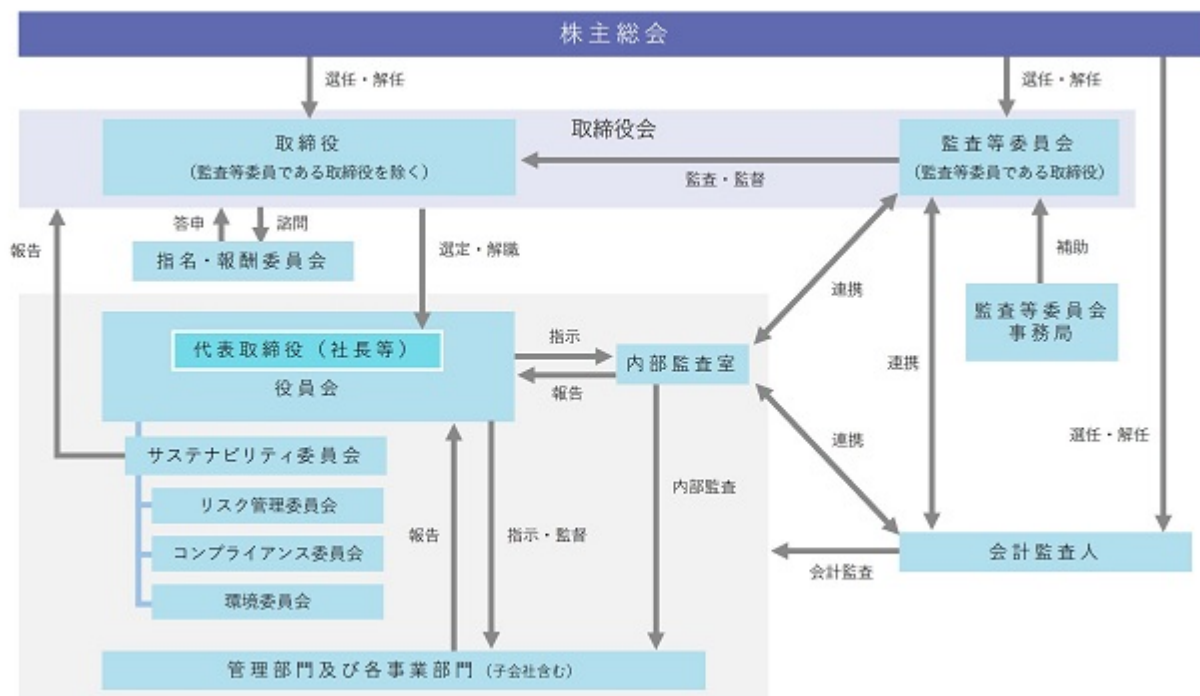 株主総会
選任・解任
選任・解任
取締役会
取締役
(監査等委員である取締役を除く)
監査等委員会
(監査等委員である取締役)
監査・監督
報告
答申
諮問
選定・解職
補助
指名・報酬委員会
連携
監査等委員会
事務局
代表取締役(社長等)
役員会
指示
内部監査室
報告
連携
連携
選任・解任
サステナビリティ委員会
リスク管理委員会
コンプライアンス委員会
環境委員会
報告
指示・監督
内部監査
会計監査人
会計監査
管理部門及び各事業部門(子会社含む)